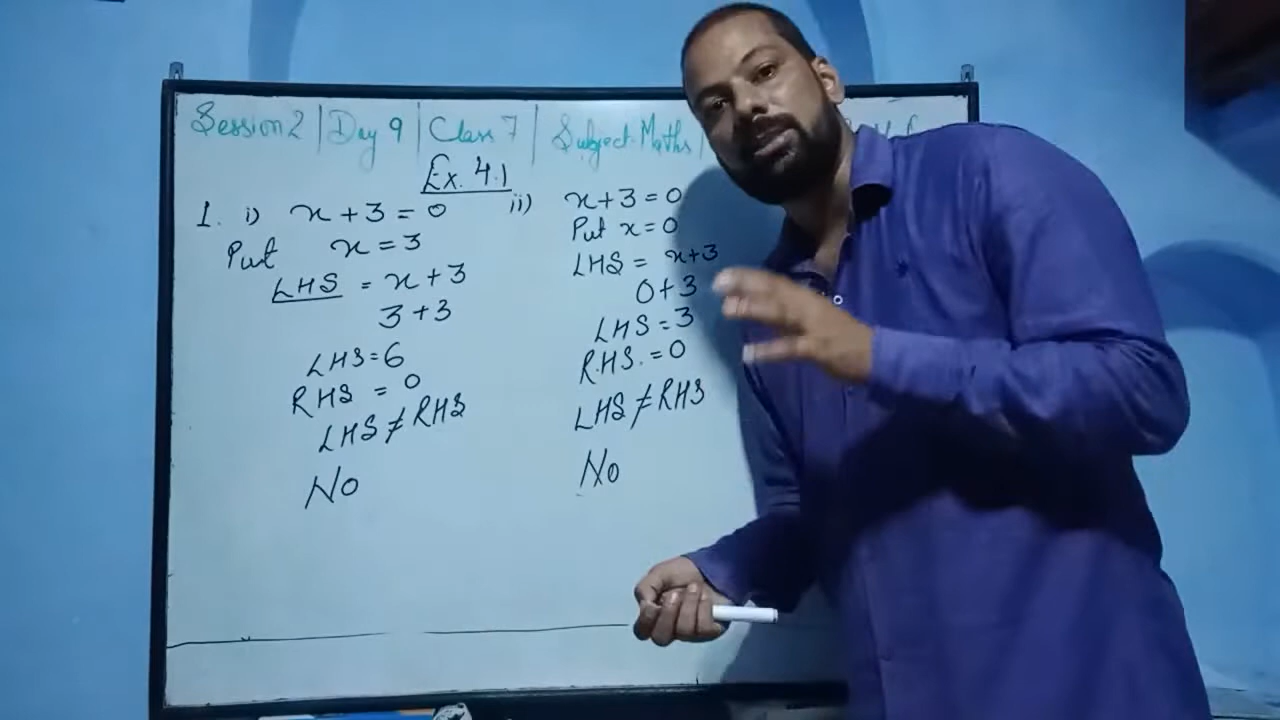 Session 2 | Day 9 | Class 7 | Subject. Maths |
Ex. 4.1
1. i) x + 3 = 0
Put x = 3
LHS = x + 3
3 + 3
LHS = 6
RHS = 0
LHS ≠ RHS
No
ii) x + 3 = 0
Put x = 0
LHS = x + 3
0 + 3
LHS = 3
RHS. = 0
LHS ≠ RHS
No